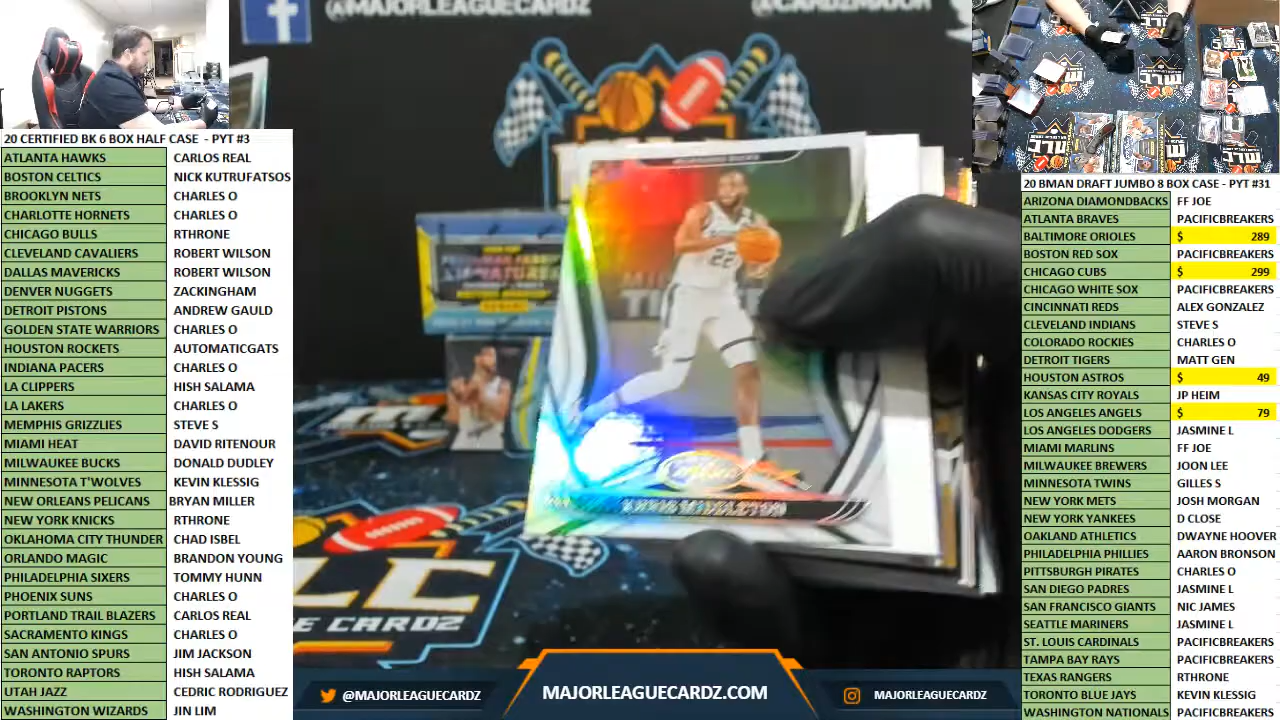 @MAJORLEAGUECARDZ
@CARDZMAJOR
20 CERTIFIED BK 6 BOX HALF CASE - PYT #3
ATLANTA HAWKS CARLOS REAL
BOSTON CELTICS NICK KUTRUFATSOS
BROOKLYN NETS CHARLES O
CHARLOTTE HORNETS CHARLES O
CHICAGO BULLS RTHRONE
CLEVELAND CAVALIERS ROBERT WILSON
DALLAS MAVERICKS ROBERT WILSON
DENVER NUGGETS ZACKINGHAM
DETROIT PISTONS ANDREW GAULD
GOLDEN STATE WARRIORS CHARLES O
HOUSTON ROCKETS AUTOMATICGATS
INDIANA PACERS CHARLES O
LA CLIPPERS HISH SALAMA
LA LAKERS CHARLES O
MEMPHIS GRIZZLIES STEVE S
MIAMI HEAT DAVID RITENOUR
MILWAUKEE BUCKS DONALD DUDLEY
MINNESOTA T'WOLVES KEVIN KLESSIG
NEW ORLEANS PELICANS BRYAN MILLER
NEW YORK KNICKS RTHRONE
OKLAHOMA CITY THUNDER CHAD ISBEL
ORLANDO MAGIC BRANDON YOUNG
PHILADELPHIA SIXERS TOMMY HUNN
PHOENIX SUNS CHARLES O
PORTLAND TRAIL BLAZERS CARLOS REAL
SACRAMENTO KINGS CHARLES O
SAN ANTONIO SPURS JIM JACKSON
TORONTO RAPTORS HISH SALAMA
UTAH JAZZ CEDRIC RODRIGUEZ
WASHINGTON WIZARDS JIN LIM
22
E CARDZ
@MAJORLEAGUECARDZ
MAJORLEAGUECARDZ.COM
MAJORLEAGUECARDZ
20 BMAN DRAFT JUMBO 8 BOX CASE - PYT #31
ARIZONA DIAMONDBACKS FF JOE
ATLANTA BRAVES PACIFICBREAKERS
BALTIMORE ORIOLES $ 289
BOSTON RED SOX PACIFICBREAKERS
CHICAGO CUBS $ 299
CHICAGO WHITE SOX PACIFICBREAKERS
CINCINNATI REDS ALEX GONZALEZ
CLEVELAND INDIANS STEVE S
COLORADO ROCKIES CHARLES O
DETROIT TIGERS MATT GEN
HOUSTON ASTROS $ 49
KANSAS CITY ROYALS JP HEIM
LOS ANGELES ANGELS $ 79
LOS ANGELES DODGERS JASMINE L
MIAMI MARLINS FF JOE
MILWAUKEE BREWERS JOON LEE
MINNESOTA TWINS GILLES S
NEW YORK METS JOSH MORGAN
NEW YORK YANKEES D CLOSE
OAKLAND ATHLETICS DWAYNE HOOVER
PHILADELPHIA PHILLIES AARON BRONSON
PITTSBURGH PIRATES CHARLES O
SAN DIEGO PADRES JASMINE L
SAN FRANCISCO GIANTS NIC JAMES
SEATTLE MARINERS JASMINE L
ST. LOUIS CARDINALS PACIFICBREAKERS
TAMPA BAY RAYS PACIFICBREAKERS
TEXAS RANGERS RTHRONE
TORONTO BLUE JAYS KEVIN KLESSIG
WASHINGTON NATIONALS PACIFICBREAKERS